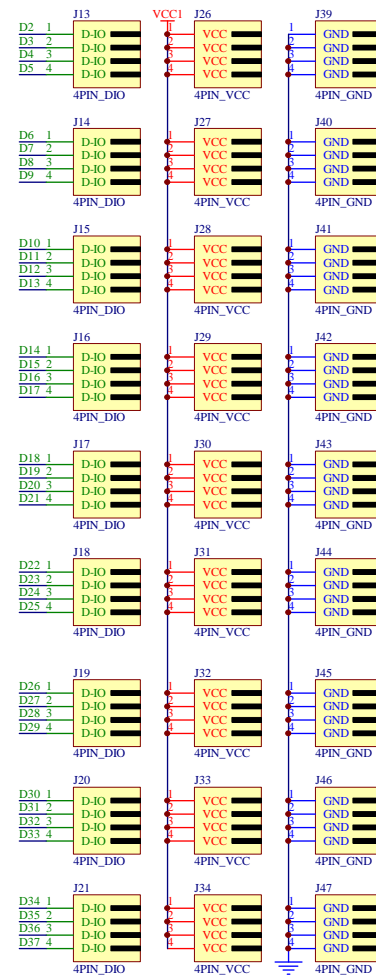 J13 VCC1 J26 J39
D2 1 D-IO 1 VCC 1 GND
D3 2 D-IO 2 VCC 2 GND
D4 3 D-IO 3 VCC 3 GND
D5 4 D-IO 4 VCC 4 GND
4PIN_DIO 4PIN_VCC 4PIN_GND
J14 J27 J40
D6 1 D-IO 1 VCC 1 GND
D7 2 D-IO 2 VCC 2 GND
D8 3 D-IO 3 VCC 3 GND
D9 4 D-IO 4 VCC 4 GND
4PIN_DIO 4PIN_VCC 4PIN_GND
J15 J28 J41
D10 1 D-IO 1 VCC 1 GND
D11 2 D-IO 2 VCC 2 GND
D12 3 D-IO 3 VCC 3 GND
D13 4 D-IO 4 VCC 4 GND
4PIN_DIO 4PIN_VCC 4PIN_GND
J16 J29 J42
D14 1 D-IO 1 VCC 1 GND
D15 2 D-IO 2 VCC 2 GND
D16 3 D-IO 3 VCC 3 GND
D17 4 D-IO 4 VCC 4 GND
4PIN_DIO 4PIN_VCC 4PIN_GND
J17 J30 J43
D18 1 D-IO 1 VCC 1 GND
D19 2 D-IO 2 VCC 2 GND
D20 3 D-IO 3 VCC 3 GND
D21 4 D-IO 4 VCC 4 GND
4PIN_DIO 4PIN_VCC 4PIN_GND
J18 J31 J44
D22 1 D-IO 1 VCC 1 GND
D23 2 D-IO 2 VCC 2 GND
D24 3 D-IO 3 VCC 3 GND
D25 4 D-IO 4 VCC 4 GND
4PIN_DIO 4PIN_VCC 4PIN_GND
J19 J32 J45
D26 1 D-IO 1 VCC 1 GND
D27 2 D-IO 2 VCC 2 GND
D28 3 D-IO 3 VCC 3 GND
D29 4 D-IO 4 VCC 4 GND
4PIN_DIO 4PIN_VCC 4PIN_GND
J20 J33 J46
D30 1 D-IO 1 VCC 1 GND
D31 2 D-IO 2 VCC 2 GND
D32 3 D-IO 3 VCC 3 GND
D33 4 D-IO 4 VCC 4 GND
4PIN_DIO 4PIN_VCC 4PIN_GND
J21 J34 J47
D34 1 D-IO 1 VCC 1 GND
D35 2 D-IO 2 VCC 2 GND
D36 3 D-IO 3 VCC 3 GND
D37 4 D-IO 4 VCC 4 GND
4PIN_DIO 4PIN_VCC 4PIN_GND